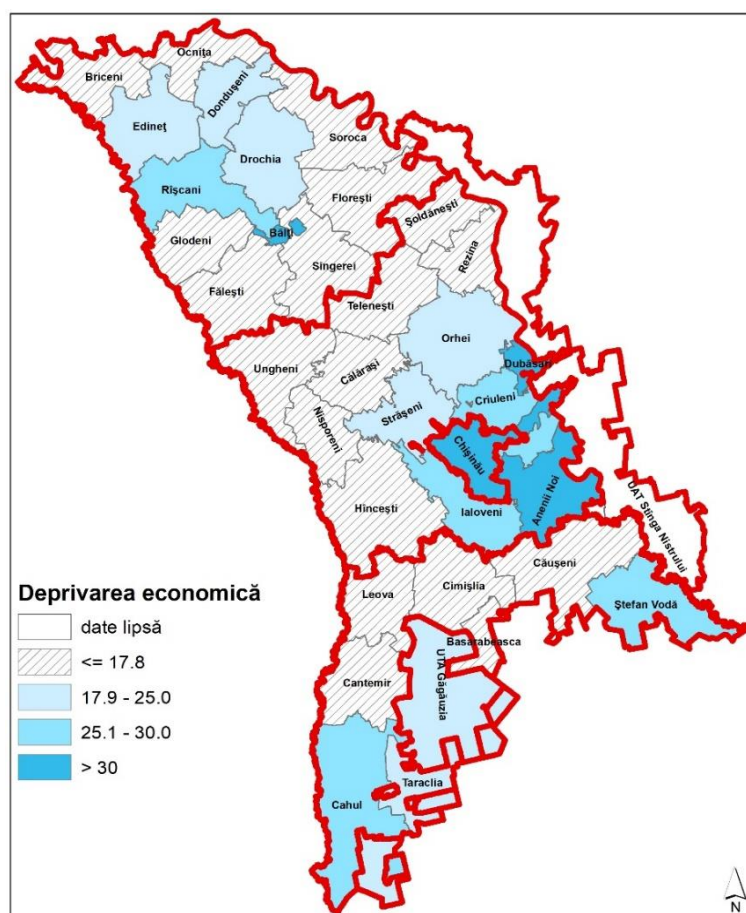 Ocnița
Briceni
Dondușeni
Edineț
Soroca
Drochia
Rîșcani
Florești
Șoldănești
Bălți
Glodeni
Rezina
Sîngerei
Fălești
Telenești
Orhei
Ungheni
Dubăsari
Călărași
Criuleni
Strășeni
Nisporeni
Chișinău
Anenii Noi
Ialoveni
Hîncești
UAT Stînga Nistrului
Căușeni
Cimișlia
Leova
Ștefan Vodă
Basarabeasca
UTA Găgăuzia
Cantemir
Taraclia
Cahul
Deprivarea economică
date lipsă
<= 17.8
17.9 - 25.0
25.1 - 30.0
> 30
N